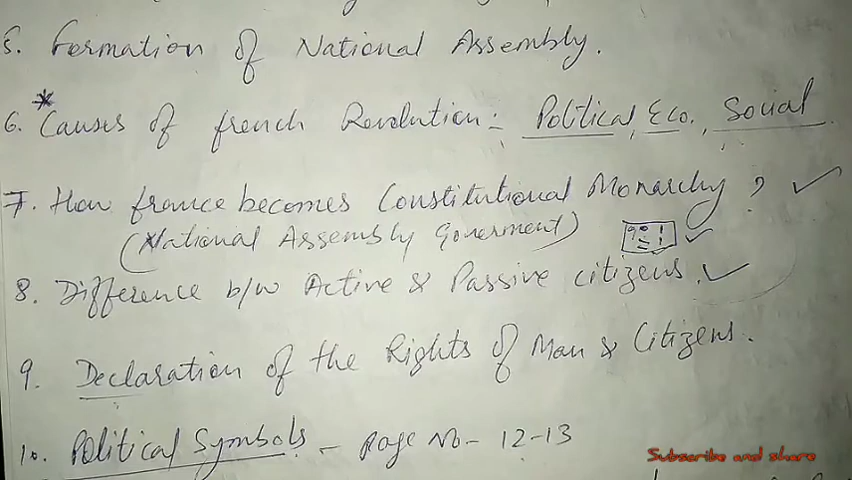 5. Formation of National Assembly.
6. *Causes of french Revolution:- Political, Eco., Social
7. How france becomes Constitutional Monarchy ? ✓
(National Assembly Goverment)
8. Difference b/w Active & Passive citizens. ✓
9. Declaration of the Rights of Man & Citizens.
10. Political Symbols - Page No- 12-13
Subscribe and share